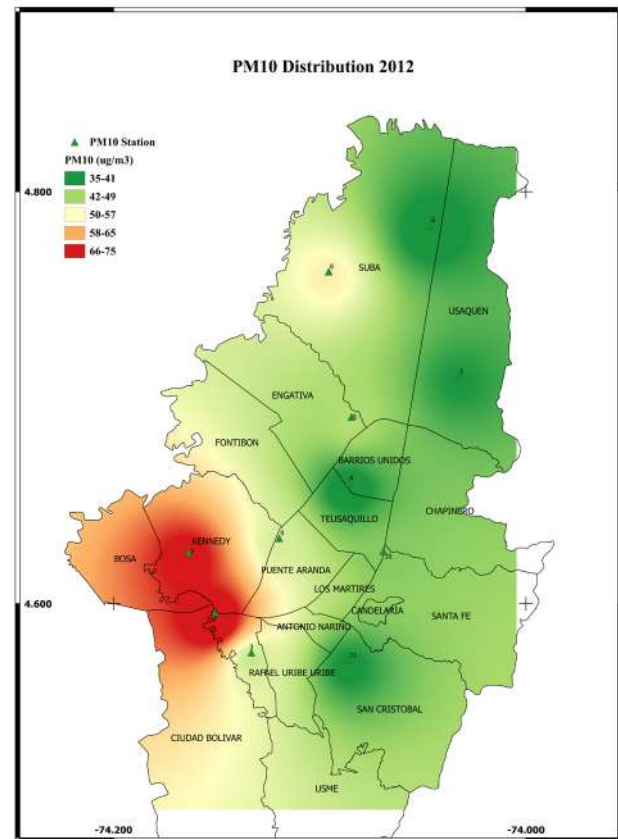 PM10 Distribution 2012
PM10 Station
PM10 (ug/m3)
35-41
42-49
50-57
58-65
66-75
4.800
SUBA
USAQUEN
ENGATIVA
FONTIBON
BARRIOS UNIDOS
TEUSAQUILLO
CHAPINERO
KENNEDY
BOSA
PUENTE ARANDA
LOS MARTIRES
4.600
CANDELARIA
SANTA FE
ANTONIO NARIÑO
RAFAEL URIBE URIBE
SAN CRISTOBAL
CIUDAD BOLIVAR
USME
-74.200
-74.000